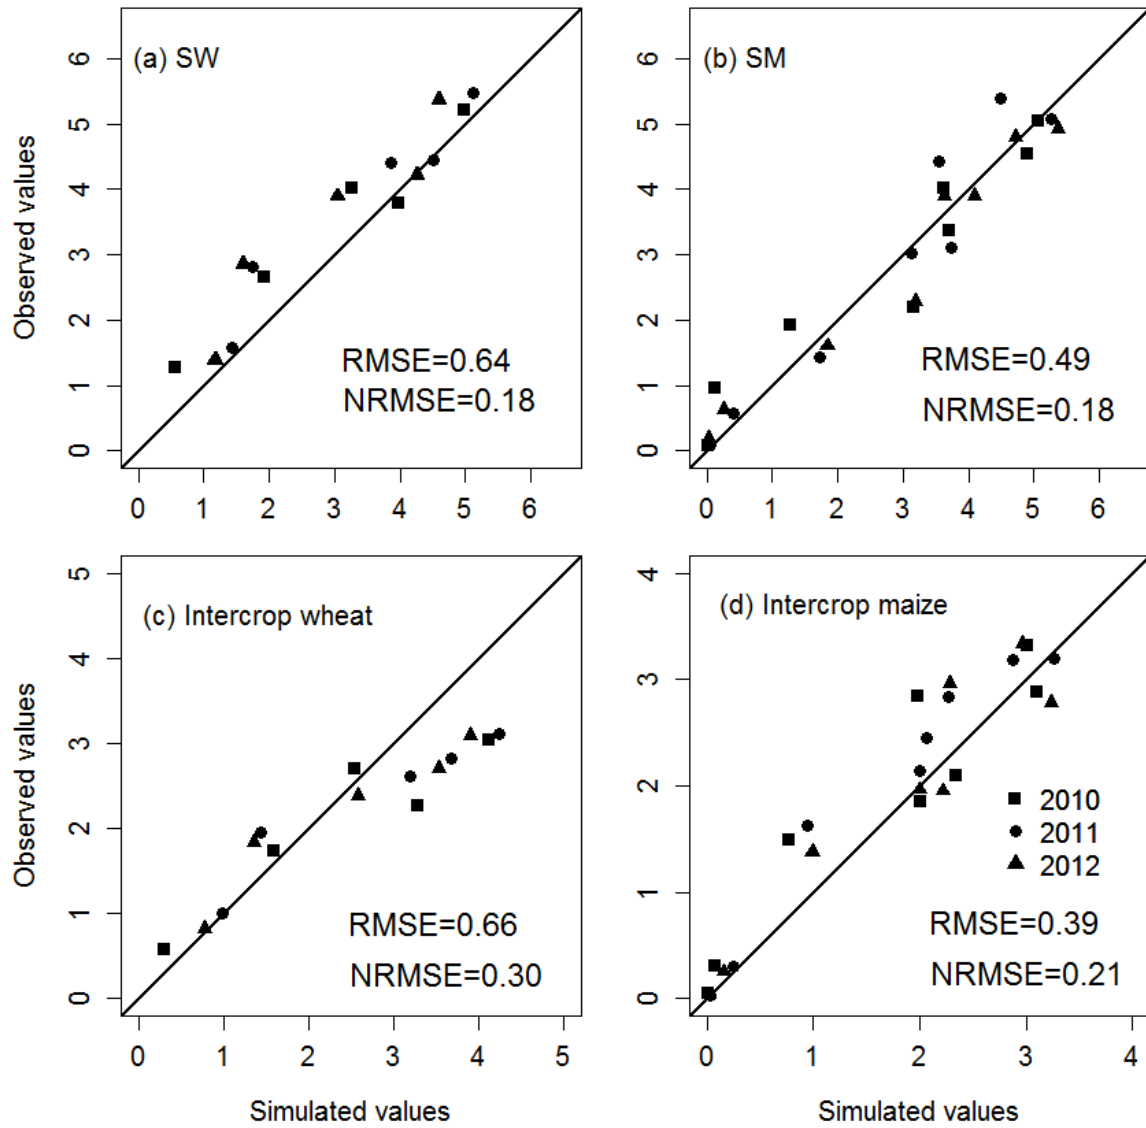 (a) SW
Observed values
0 1 2 3 4 5 6
RMSE=0.64
NRMSE=0.18
0 1 2 3 4 5 6
(b) SM
0 1 2 3 4 5 6
RMSE=0.49
NRMSE=0.18
0 1 2 3 4 5 6
(c) Intercrop wheat
Observed values
0 1 2 3 4 5
RMSE=0.66
NRMSE=0.30
0 1 2 3 4 5
Simulated values
(d) Intercrop maize
0 1 2 3 4
2010
2011
2012
RMSE=0.39
NRMSE=0.21
0 1 2 3 4
Simulated values